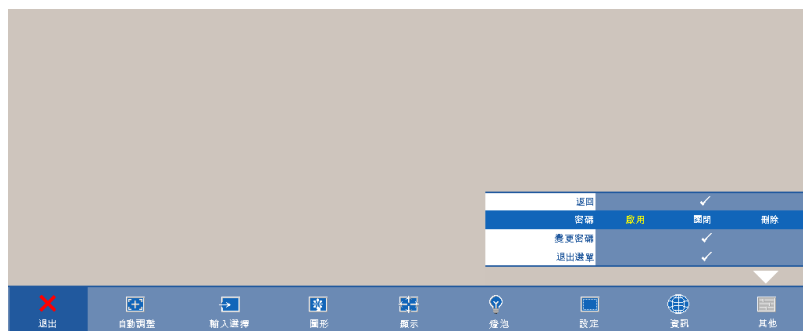 返回
密碼 啟用 關閉 刪除
變更密碼
退出選單
退出 自動調整 輸入選擇 圖形 顯示 燈泡 設定 資訊 其他